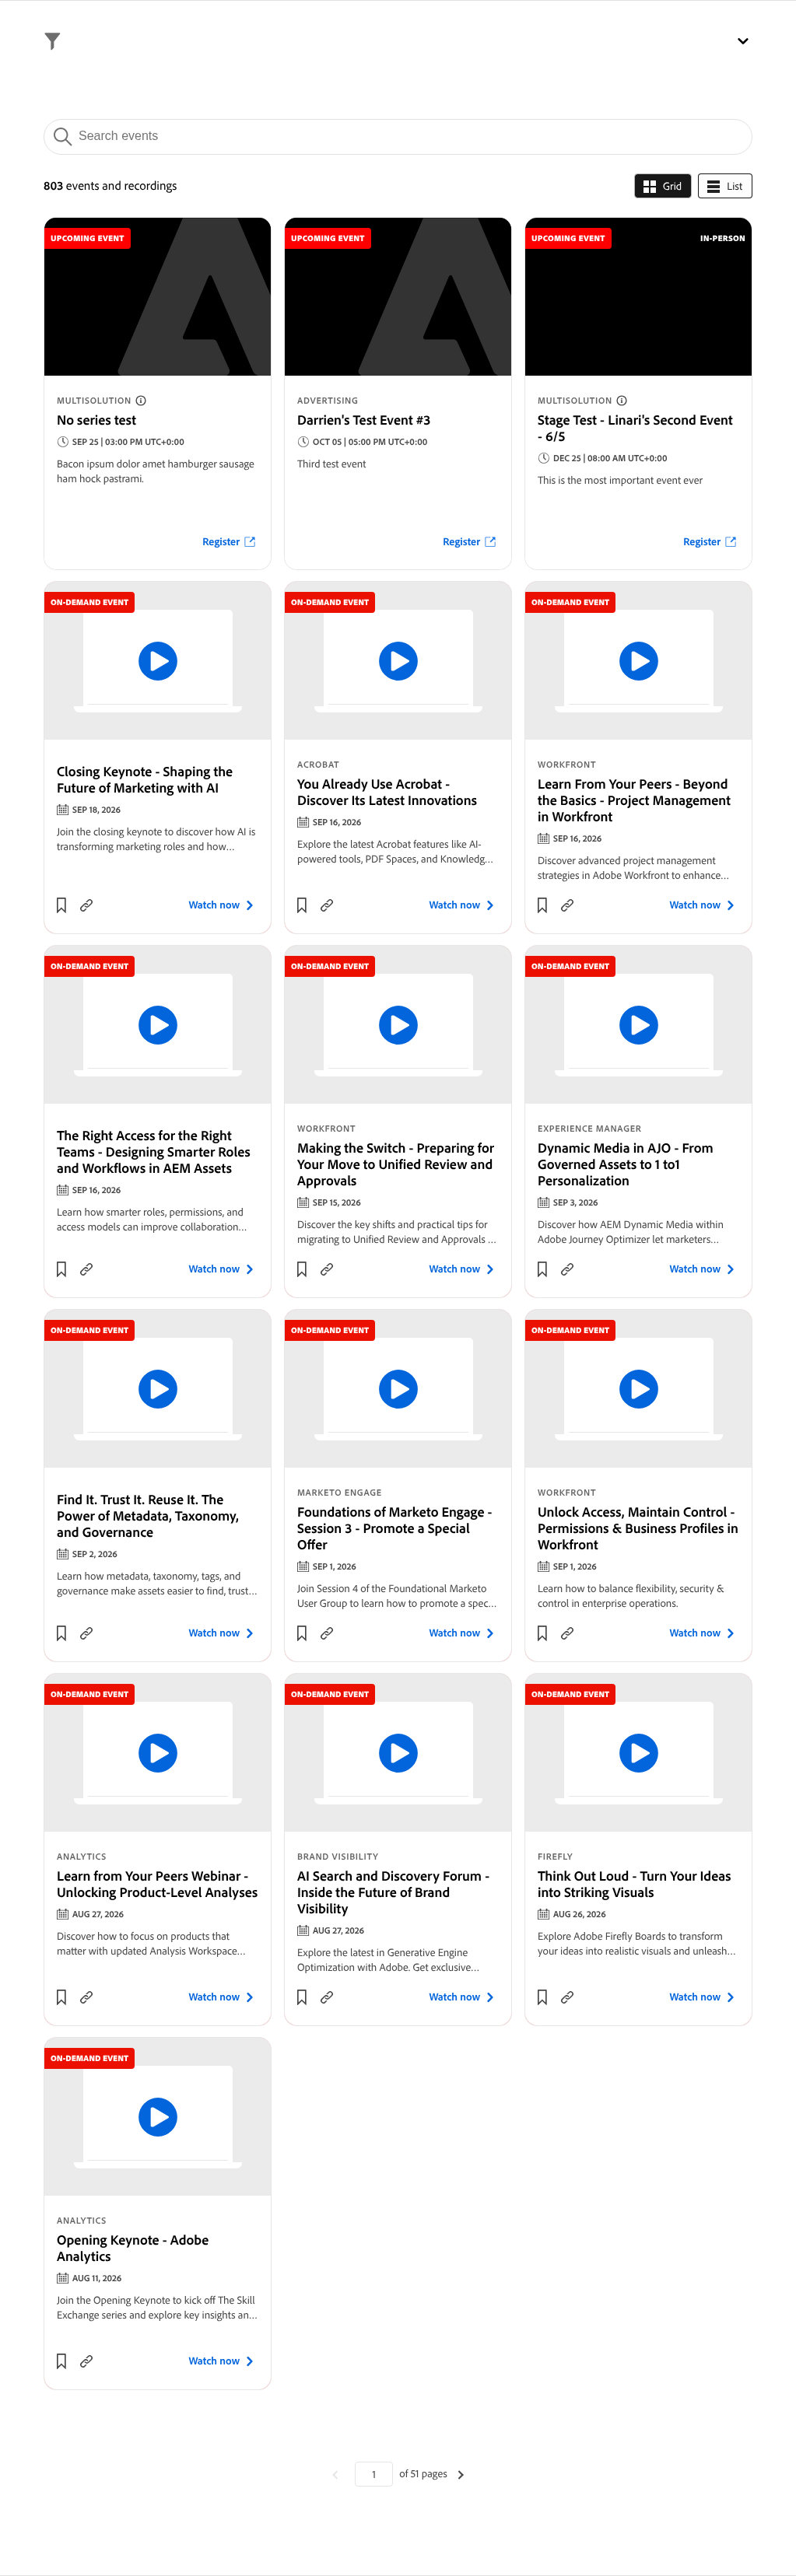 Search events
803 events and recordings
Grid
List
UPCOMING EVENT
MULTISOLUTION
No series test
SEP 25 | 03:00 PM UTC+0:00
Bacon ipsum dolor amet hamburger sausage
ham hock pastrami.
Register
UPCOMING EVENT
ADVERTISING
Darrien's Test Event #3
OCT 05 | 05:00 PM UTC+0:00
Third test event
Register
UPCOMING EVENT
IN-PERSON
MULTISOLUTION
Stage Test - Linari's Second Event
- 6/5
DEC 25 | 08:00 AM UTC+0:00
This is the most important event ever
Register
ON-DEMAND EVENT
Closing Keynote - Shaping the
Future of Marketing with AI
SEP 18, 2026
Join the closing keynote to discover how AI is
transforming marketing roles and how...
Watch now
ON-DEMAND EVENT
ACROBAT
You Already Use Acrobat -
Discover Its Latest Innovations
SEP 16, 2026
Explore the latest Acrobat features like AI-
powered tools, PDF Spaces, and Knowledg...
Watch now
ON-DEMAND EVENT
WORKFRONT
Learn From Your Peers - Beyond
the Basics - Project Management
in Workfront
SEP 16, 2026
Discover advanced project management
strategies in Adobe Workfront to enhance...
Watch now
ON-DEMAND EVENT
The Right Access for the Right
Teams - Designing Smarter Roles
and Workflows in AEM Assets
SEP 16, 2026
Learn how smarter roles, permissions, and
access models can improve collaboration...
Watch now
ON-DEMAND EVENT
WORKFRONT
Making the Switch - Preparing for
Your Move to Unified Review and
Approvals
SEP 15, 2026
Discover the key shifts and practical tips for
migrating to Unified Review and Approvals ...
Watch now
ON-DEMAND EVENT
EXPERIENCE MANAGER
Dynamic Media in AJO - From
Governed Assets to 1 to1
Personalization
SEP 3, 2026
Discover how AEM Dynamic Media within
Adobe Journey Optimizer let marketers...
Watch now
ON-DEMAND EVENT
Find It. Trust It. Reuse It. The
Power of Metadata, Taxonomy,
and Governance
SEP 2, 2026
Learn how metadata, taxonomy, tags, and
governance make assets easier to find, trust...
Watch now
ON-DEMAND EVENT
MARKETO ENGAGE
Foundations of Marketo Engage -
Session 3 - Promote a Special
Offer
SEP 1, 2026
Join Session 4 of the Foundational Marketo
User Group to learn how to promote a spec...
Watch now
ON-DEMAND EVENT
WORKFRONT
Unlock Access, Maintain Control -
Permissions & Business Profiles in
Workfront
SEP 1, 2026
Learn how to balance flexibility, security &
control in enterprise operations.
Watch now
ON-DEMAND EVENT
ANALYTICS
Learn from Your Peers Webinar -
Unlocking Product-Level Analyses
AUG 27, 2026
Discover how to focus on products that
matter with updated Analysis Workspace...
Watch now
ON-DEMAND EVENT
BRAND VISIBILITY
AI Search and Discovery Forum -
Inside the Future of Brand
Visibility
AUG 27, 2026
Explore the latest in Generative Engine
Optimization with Adobe. Get exclusive...
Watch now
ON-DEMAND EVENT
FIREFLY
Think Out Loud - Turn Your Ideas
into Striking Visuals
AUG 26, 2026
Explore Adobe Firefly Boards to transform
your ideas into realistic visuals and unleash...
Watch now
ON-DEMAND EVENT
ANALYTICS
Opening Keynote - Adobe
Analytics
AUG 11, 2026
Join the Opening Keynote to kick off The Skill
Exchange series and explore key insights an...
Watch now
1 of 51 pages